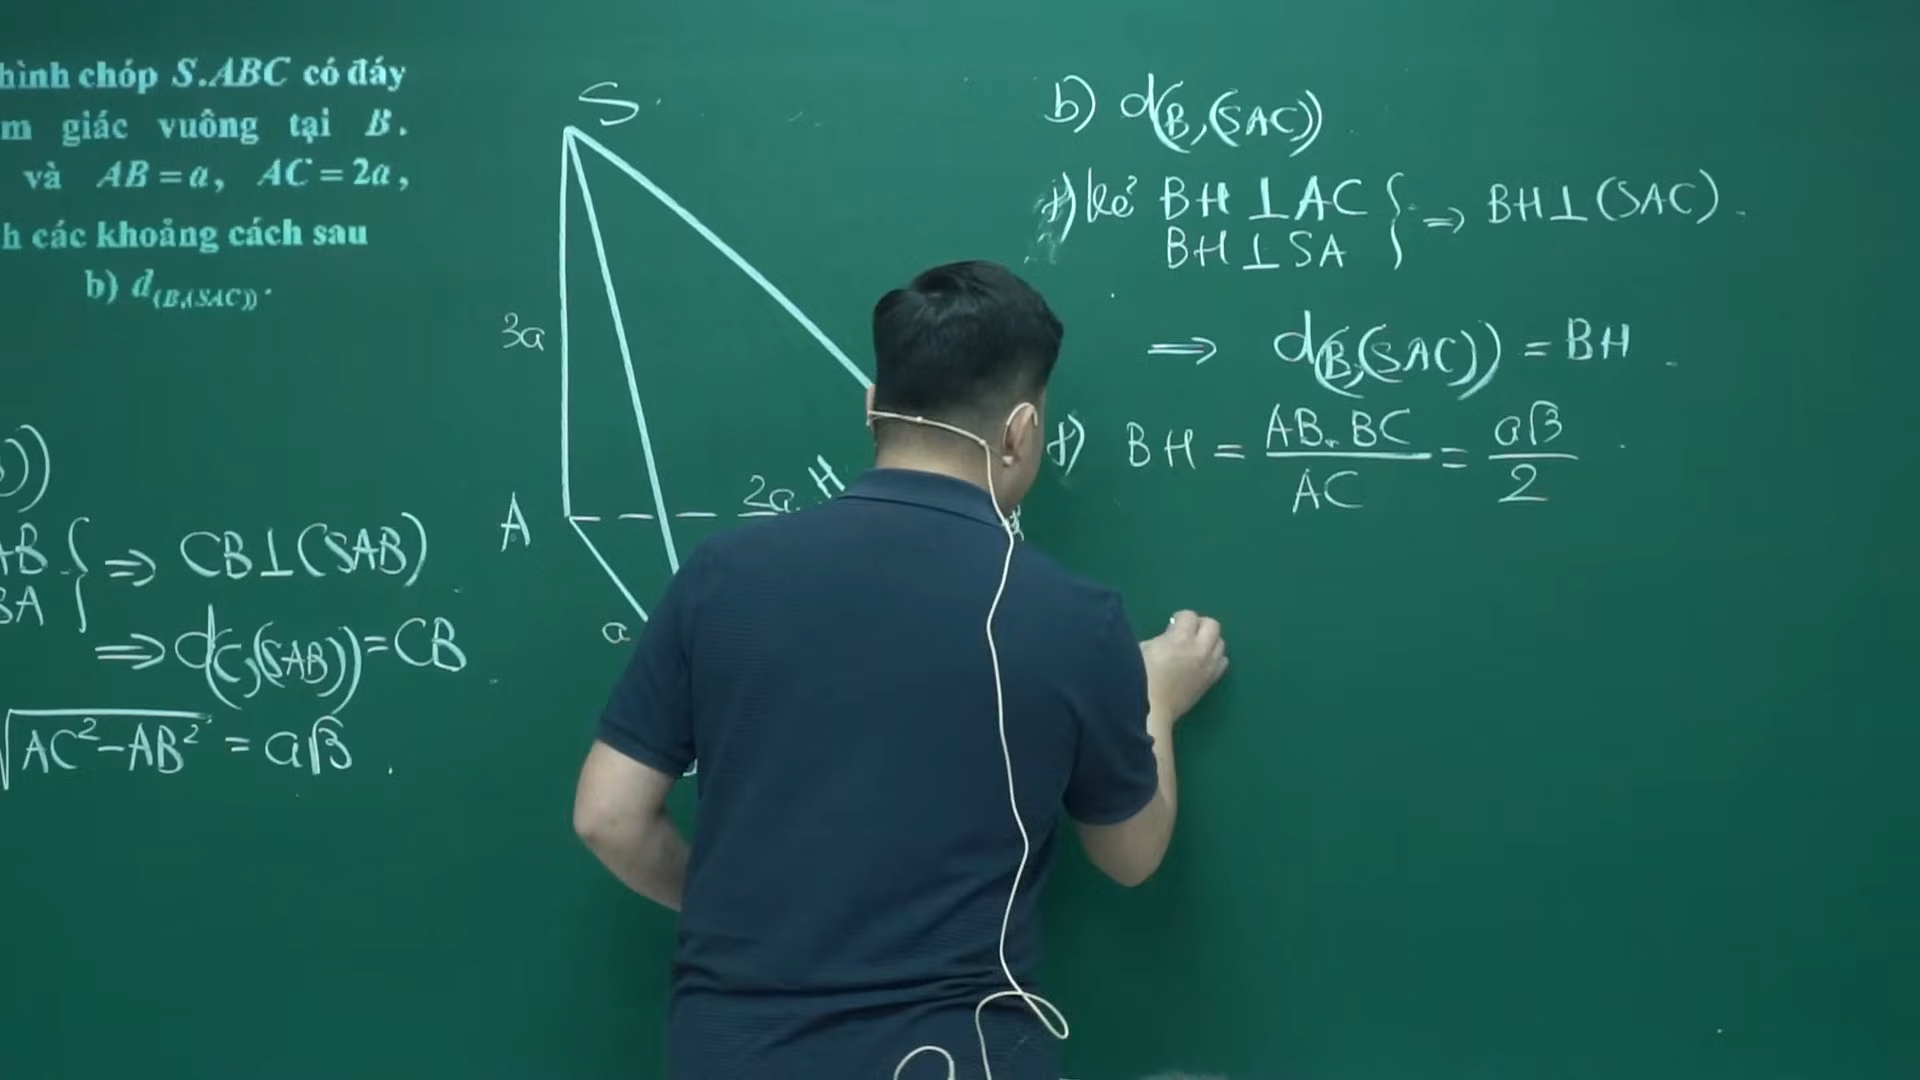 hình chóp S.ABC có đáy
m giác vuông tại B.
và AB = a, AC = 2a,
h các khoảng cách sau
b) d(B,(SAC)).
))
AB } ⇒ CB ⊥ (SAB)
SA
⇒ d(C,(SAB)) = CB
√AC² − AB² = a√3
S
3a
A
2a
H
a
b) d(B,(SAC))
+) kẻ BH ⊥ AC } ⇒ BH ⊥ (SAC)
BH ⊥ SA
⇒ d(B,(SAC)) = BH
+) BH = AB.BC / AC = a√3 / 2